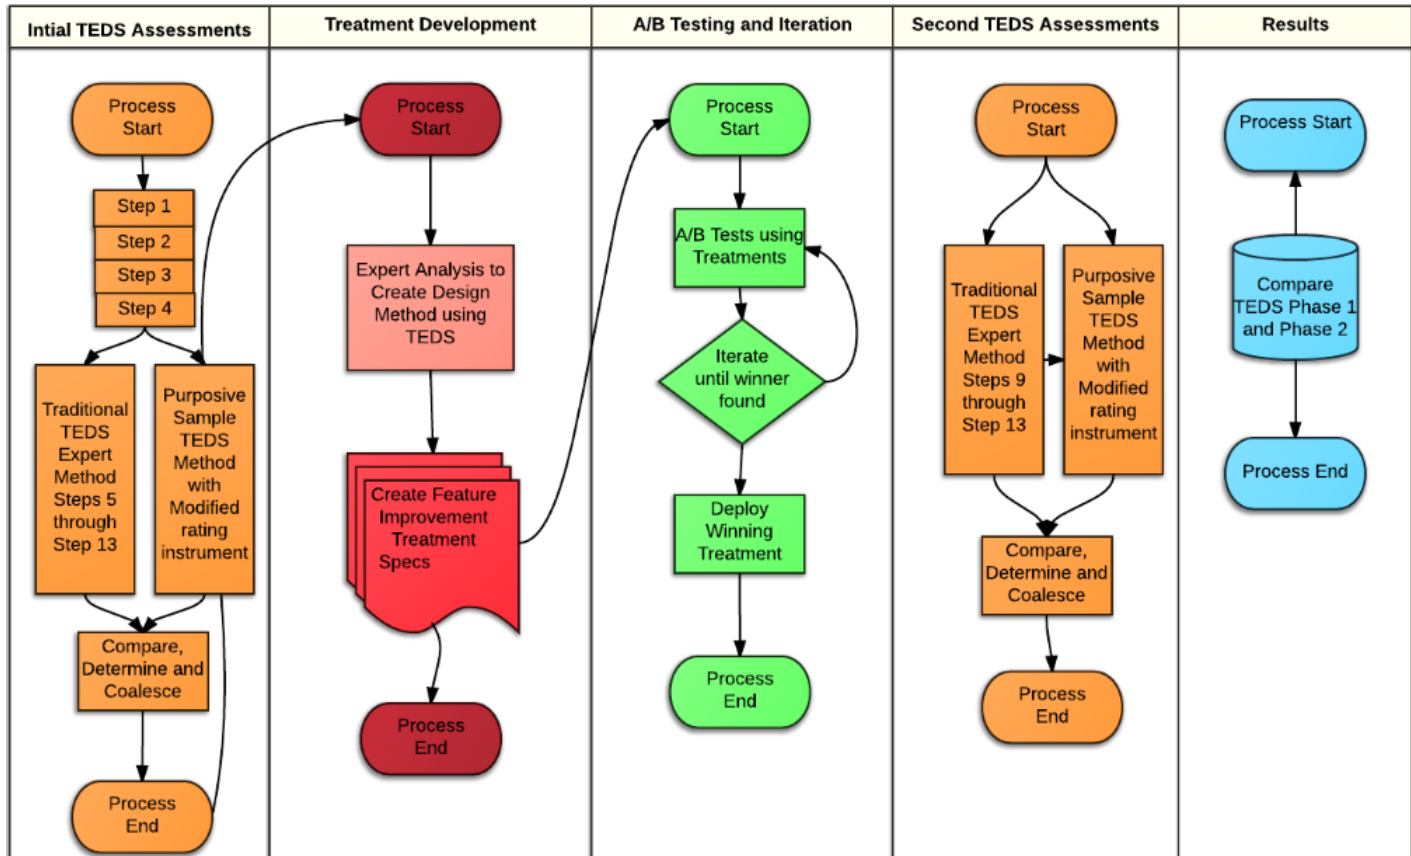 Intial TEDS Assessments
Treatment Development
A/B Testing and Iteration
Second TEDS Assessments
Results
Process
Start
Step 1
Step 2
Step 3
Step 4
Traditional
TEDS
Expert
Method
Steps 5
through
Step 13
Purposive
Sample
TEDS
Method
with
Modified
rating
instrument
Compare,
Determine and
Coalesce
Process
End
Process
Start
Expert Analysis to
Create Design
Method using
TEDS
Create Feature
Improvement
Treatment
Specs
Process
End
Process
Start
A/B Tests using
Treatments
Iterate
until winner
found
Deploy
Winning
Treatment
Process
End
Process
Start
Traditional
TEDS
Expert
Method
Steps 9
through
Step 13
Purposive
Sample
TEDS
Method
with
Modified
rating
instrument
Compare,
Determine and
Coalesce
Process
End
Process Start
Compare
TEDS Phase 1
and Phase 2
Process End